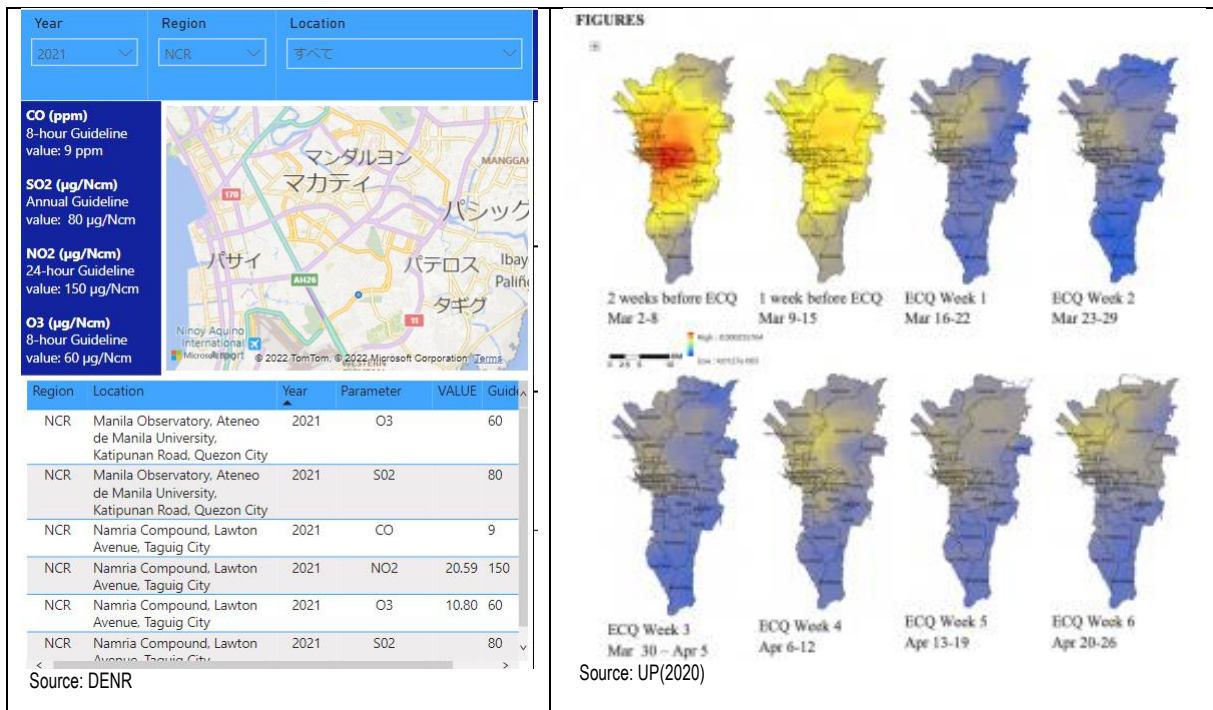 Year Region Location
2021 NCR すべて
CO (ppm)
8-hour Guideline
value: 9 ppm
SO2 (µg/Ncm)
Annual Guideline
value: 80 µg/Ncm
NO2 (µg/Ncm)
24-hour Guideline
value: 150 µg/Ncm
O3 (µg/Ncm)
8-hour Guideline
value: 60 µg/Ncm
マンダルヨン
MANGGAH
マカティ
170
パシッグ
パサイ
パテロス
Ibay
Paliñ
AH26
タギグ
11
Ninoy Aquino
International
Microsoft
Airport
© 2022 TomTom, © 2022 Microsoft Corporation Terms
WESTERN
Region Location Year Parameter VALUE Guide
NCR Manila Observatory, Ateneo 2021 O3 60
de Manila University,
Katipunan Road, Quezon City
NCR Manila Observatory, Ateneo 2021 S02 80
de Manila University,
Katipunan Road, Quezon City
NCR Namria Compound, Lawton 2021 CO 9
Avenue, Taguig City
NCR Namria Compound, Lawton 2021 NO2 20.59 150
Avenue, Taguig City
NCR Namria Compound, Lawton 2021 O3 10.80 60
Avenue, Taguig City
NCR Namria Compound, Lawton 2021 S02 80
Avenue, Taguig City
Source: DENR
FIGURES
2 weeks before ECQ
Mar 2-8
1 week before ECQ
Mar 9-15
ECQ Week 1
Mar 16-22
ECQ Week 2
Mar 23-29
ECQ Week 3
Mar 30 – Apr 5
ECQ Week 4
Apr 6-12
ECQ Week 5
Apr 13-19
ECQ Week 6
Apr 20-26
Source: UP(2020)